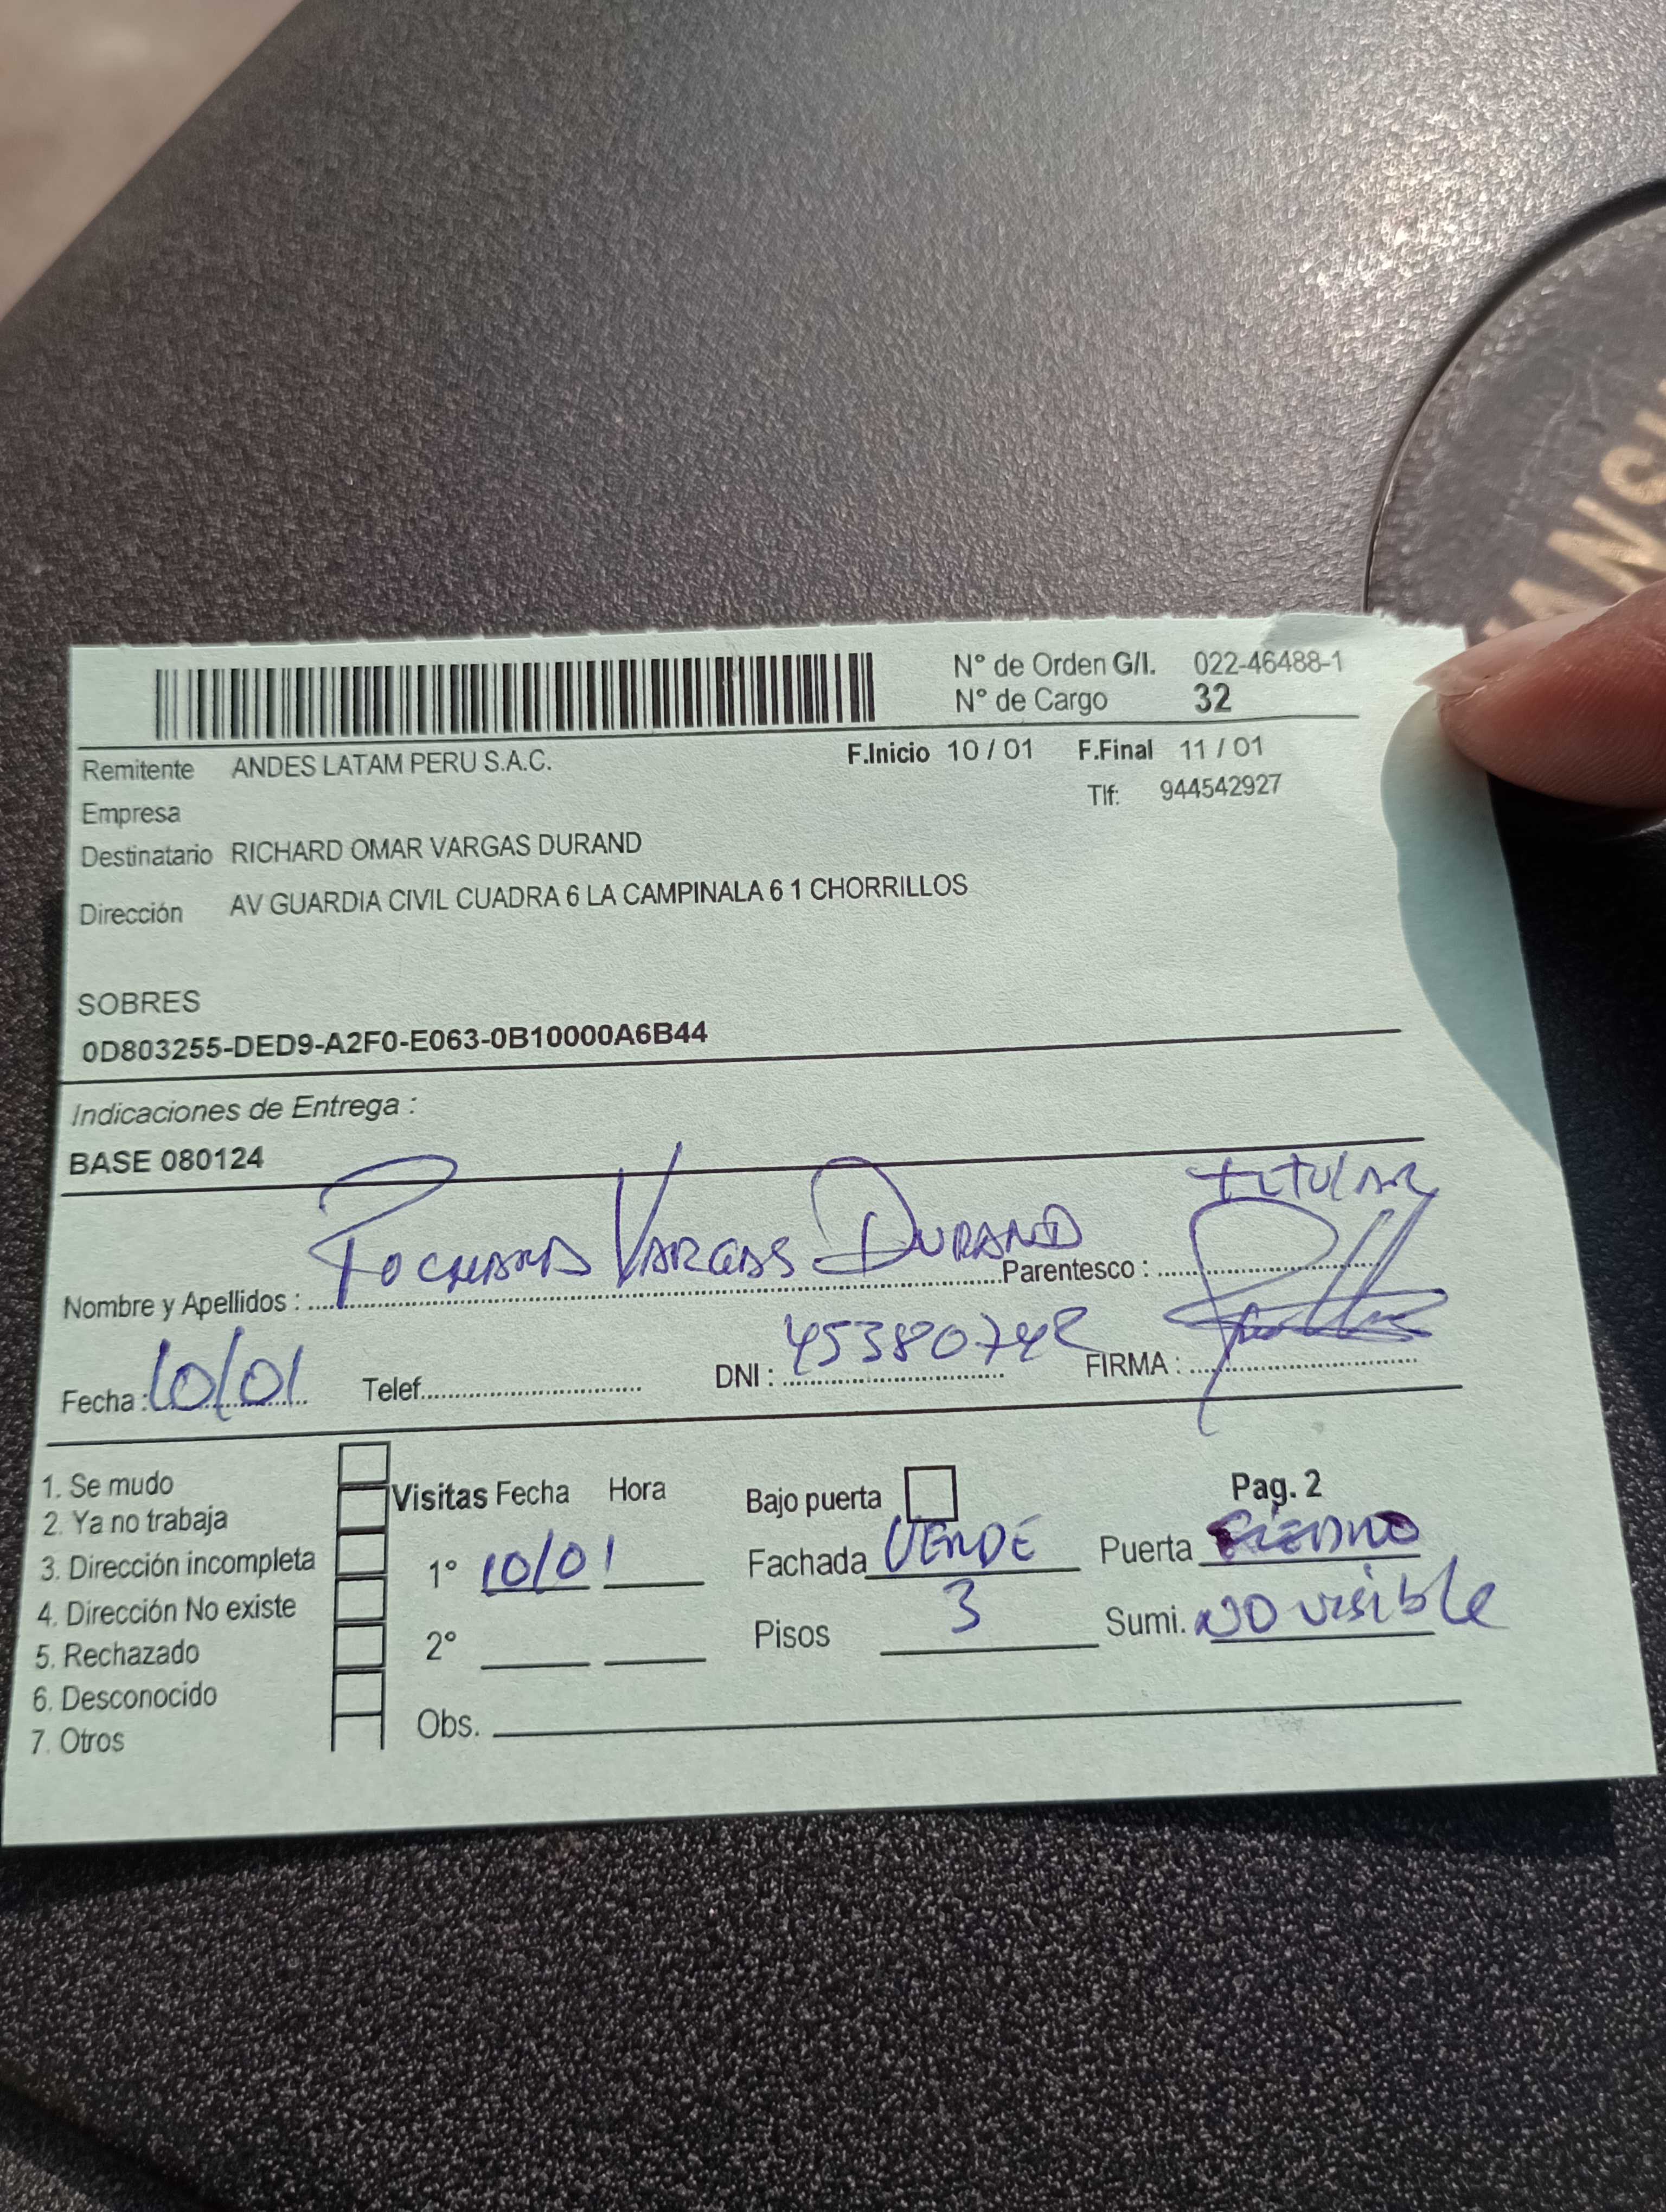 N° de Orden G/I. 022-46488-1
N° de Cargo 32
Remitente ANDES LATAM PERU S.A.C. F.Inicio 10 / 01 F.Final 11 / 01
Empresa Tlf: 944542927
Destinatario RICHARD OMAR VARGAS DURAND
Dirección AV GUARDIA CIVIL CUADRA 6 LA CAMPINALA 6 1 CHORRILLOS
SOBRES
0D803255-DED9-A2F0-E063-0B10000A6B44
Indicaciones de Entrega :
BASE 080124
TITULAR
Nombre y Apellidos : VARGAS DURAND Parentesco :
Fecha : 10/01 Telef. DNI : 45380742 FIRMA :
1. Se mudo
2. Ya no trabaja
3. Dirección incompleta
4. Dirección No existe
5. Rechazado
6. Desconocido
7. Otros
Visitas Fecha Hora
1° 10/01
2°
Obs.
Bajo puerta Pag. 2
Fachada VERDE Puerta
Pisos 3 Sumi. NO visible
ANSI